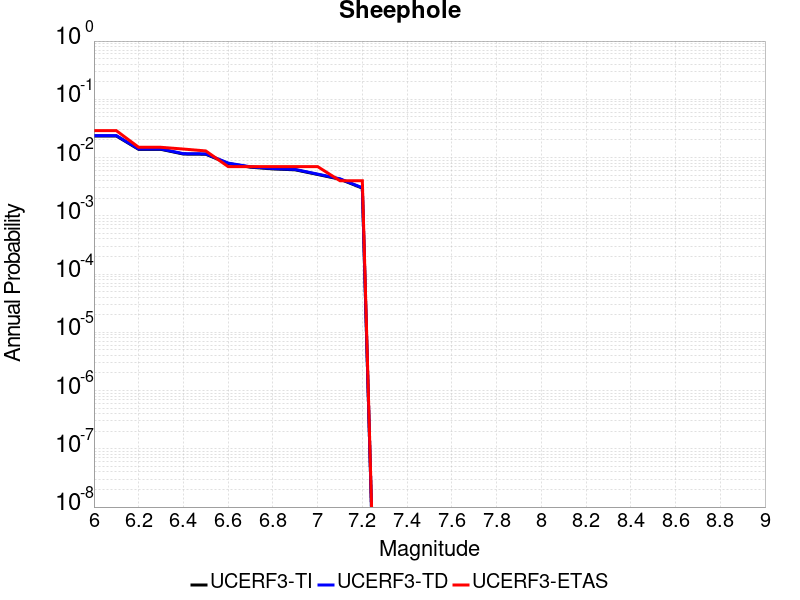 Sheephole
10^0
10^-1
10^-2
10^-3
10^-4
10^-5
10^-6
10^-7
10^-8
Annual Probability
6 6.2 6.4 6.6 6.8 7 7.2 7.4 7.6 7.8 8 8.2 8.4 8.6 8.8 9
Magnitude
UCERF3-TI UCERF3-TD UCERF3-ETAS